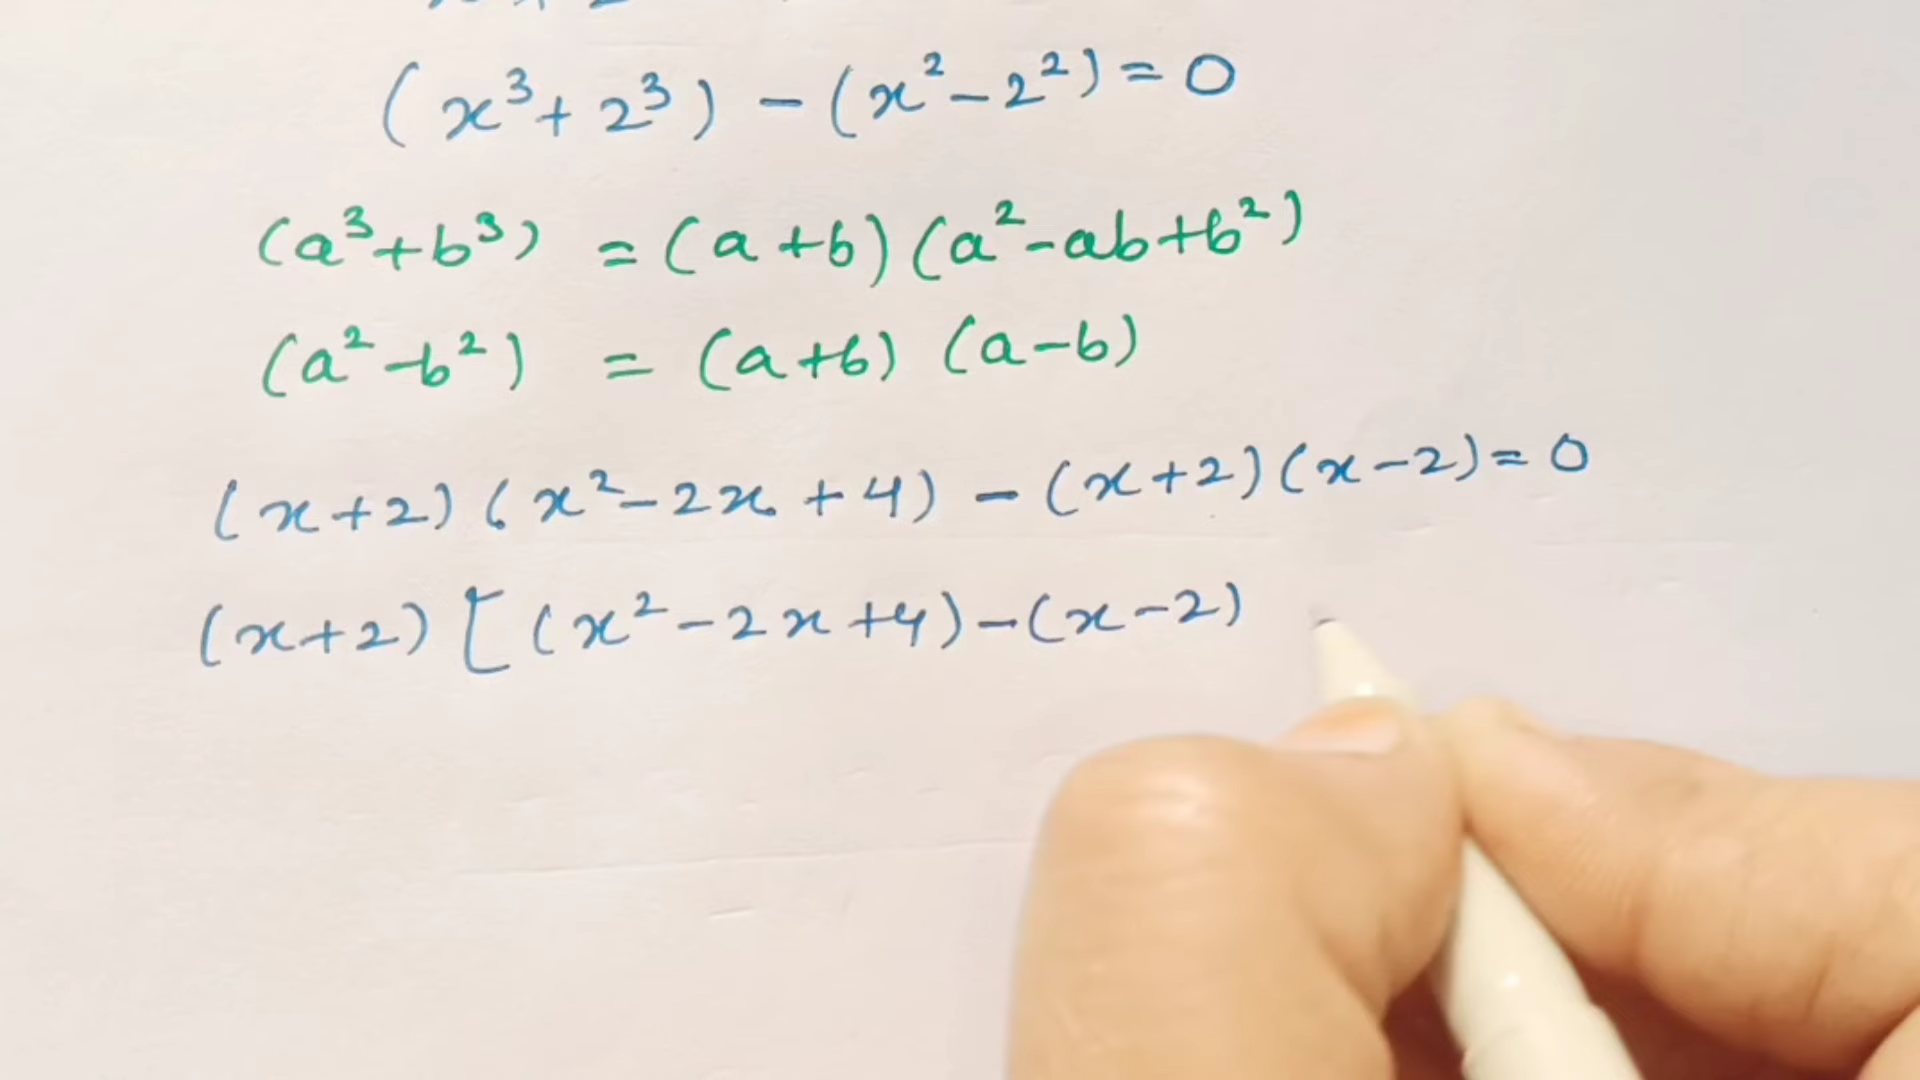 (x³+2³) - (x²-2²) = 0
(a³+b³) = (a+b)(a²-ab+b²)
(a²-b²) = (a+b) (a-b)
(x+2)(x²-2x+4) - (x+2)(x-2) = 0
(x+2) [(x²-2x+4)-(x-2)